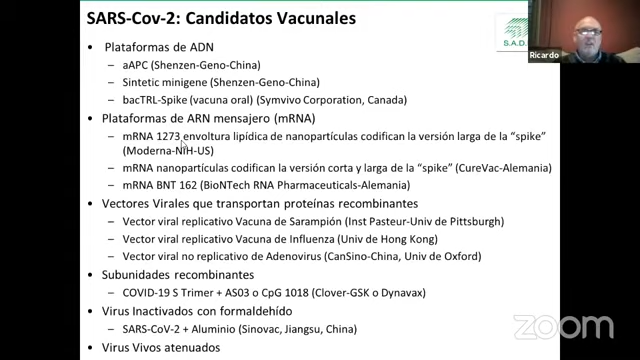 SARS-Cov-2: Candidatos Vacunales
S.A.D.
Ricardo
• Plataformas de ADN
– aAPC (Shenzen-Geno-China)
– Sintetic minigene (Shenzen-Geno-China)
– bacTRL-Spike (vacuna oral) (Symvivo Corporation, Canada)
• Plataformas de ARN mensajero (mRNA)
– mRNA 1273 envoltura lipídica de nanopartículas codifican la versión larga de la "spike"
(Moderna-NIH-US)
– mRNA nanopartículas codifican la versión corta y larga de la "spike" (CureVac-Alemania)
– mRNA BNT 162 (BioNTech RNA Pharmaceuticals-Alemania)
• Vectores Virales que transportan proteínas recombinantes
– Vector viral replicativo Vacuna de Sarampión (Inst Pasteur-Univ de Pittsburgh)
– Vector viral replicativo Vacuna de Influenza (Univ de Hong Kong)
– Vector viral no replicativo de Adenovirus (CanSino-China, Univ de Oxford)
• Subunidades recombinantes
– COVID-19 S Trimer + AS03 o CpG 1018 (Clover-GSK o Dynavax)
• Virus Inactivados con formaldehído
– SARS-CoV-2 + Aluminio (Sinovac, Jiangsu, China)
• Virus Vivos atenuados
zoom